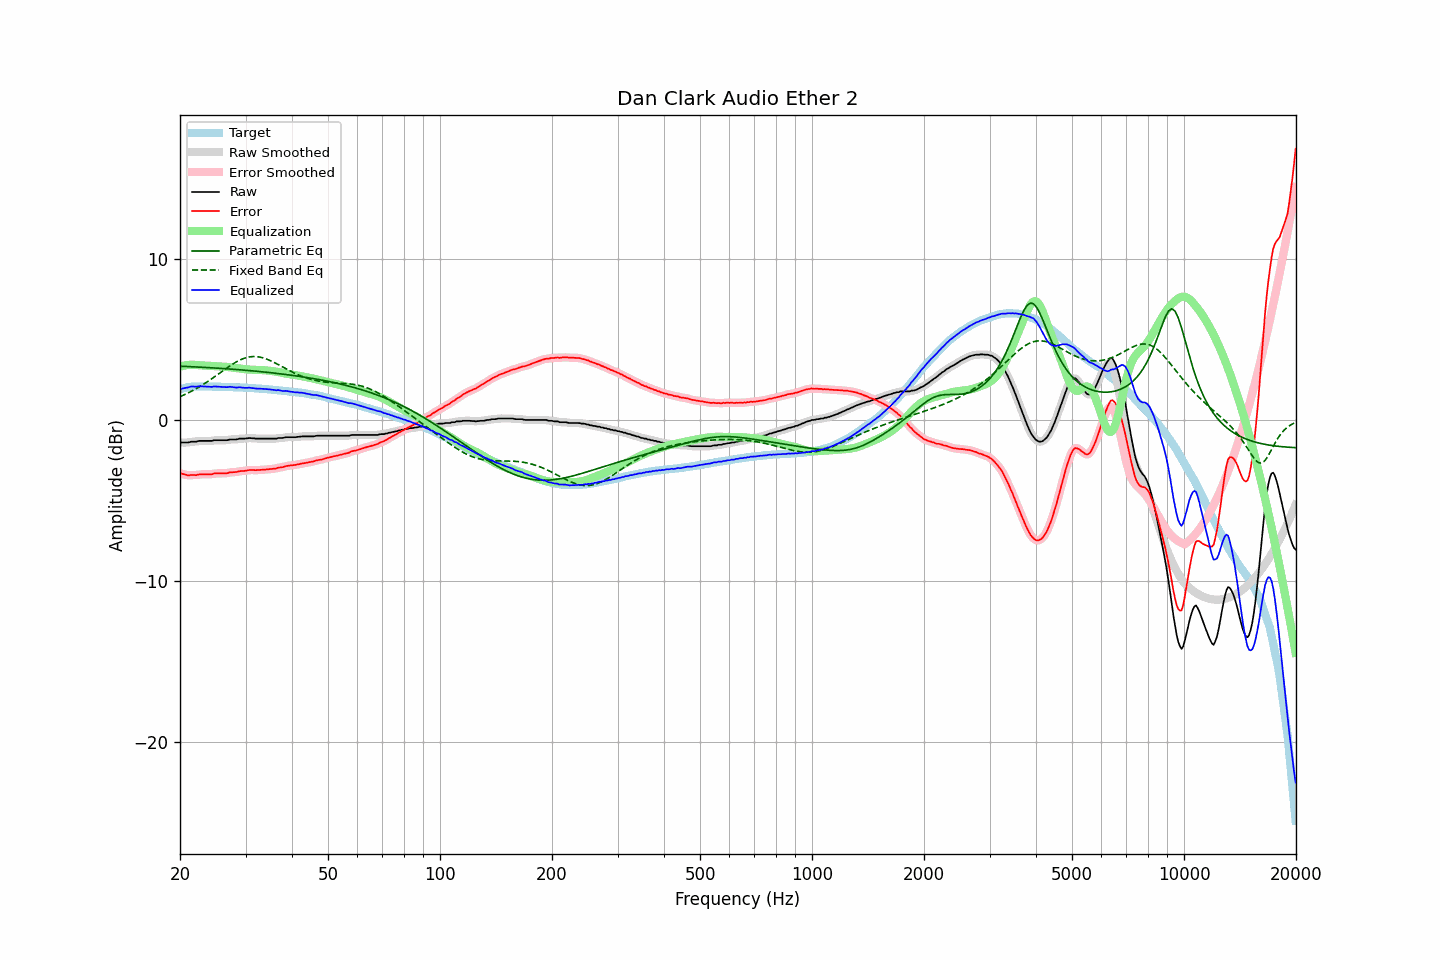 Dan Clark Audio Ether 2
Target
Raw Smoothed
Error Smoothed
Raw
Error
Equalization
Parametric Eq
Fixed Band Eq
Equalized
10
0
−10
−20
Amplitude (dBr)
20
50
100
200
500
1000
2000
5000
10000
20000
Frequency (Hz)